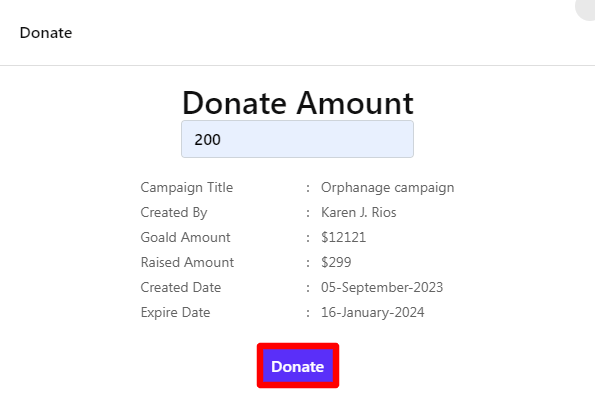 Donate
Donate Amount
200
Campaign Title : Orphanage campaign
Created By : Karen J. Rios
Goald Amount : $12121
Raised Amount : $299
Created Date : 05-September-2023
Expire Date : 16-January-2024
Donate